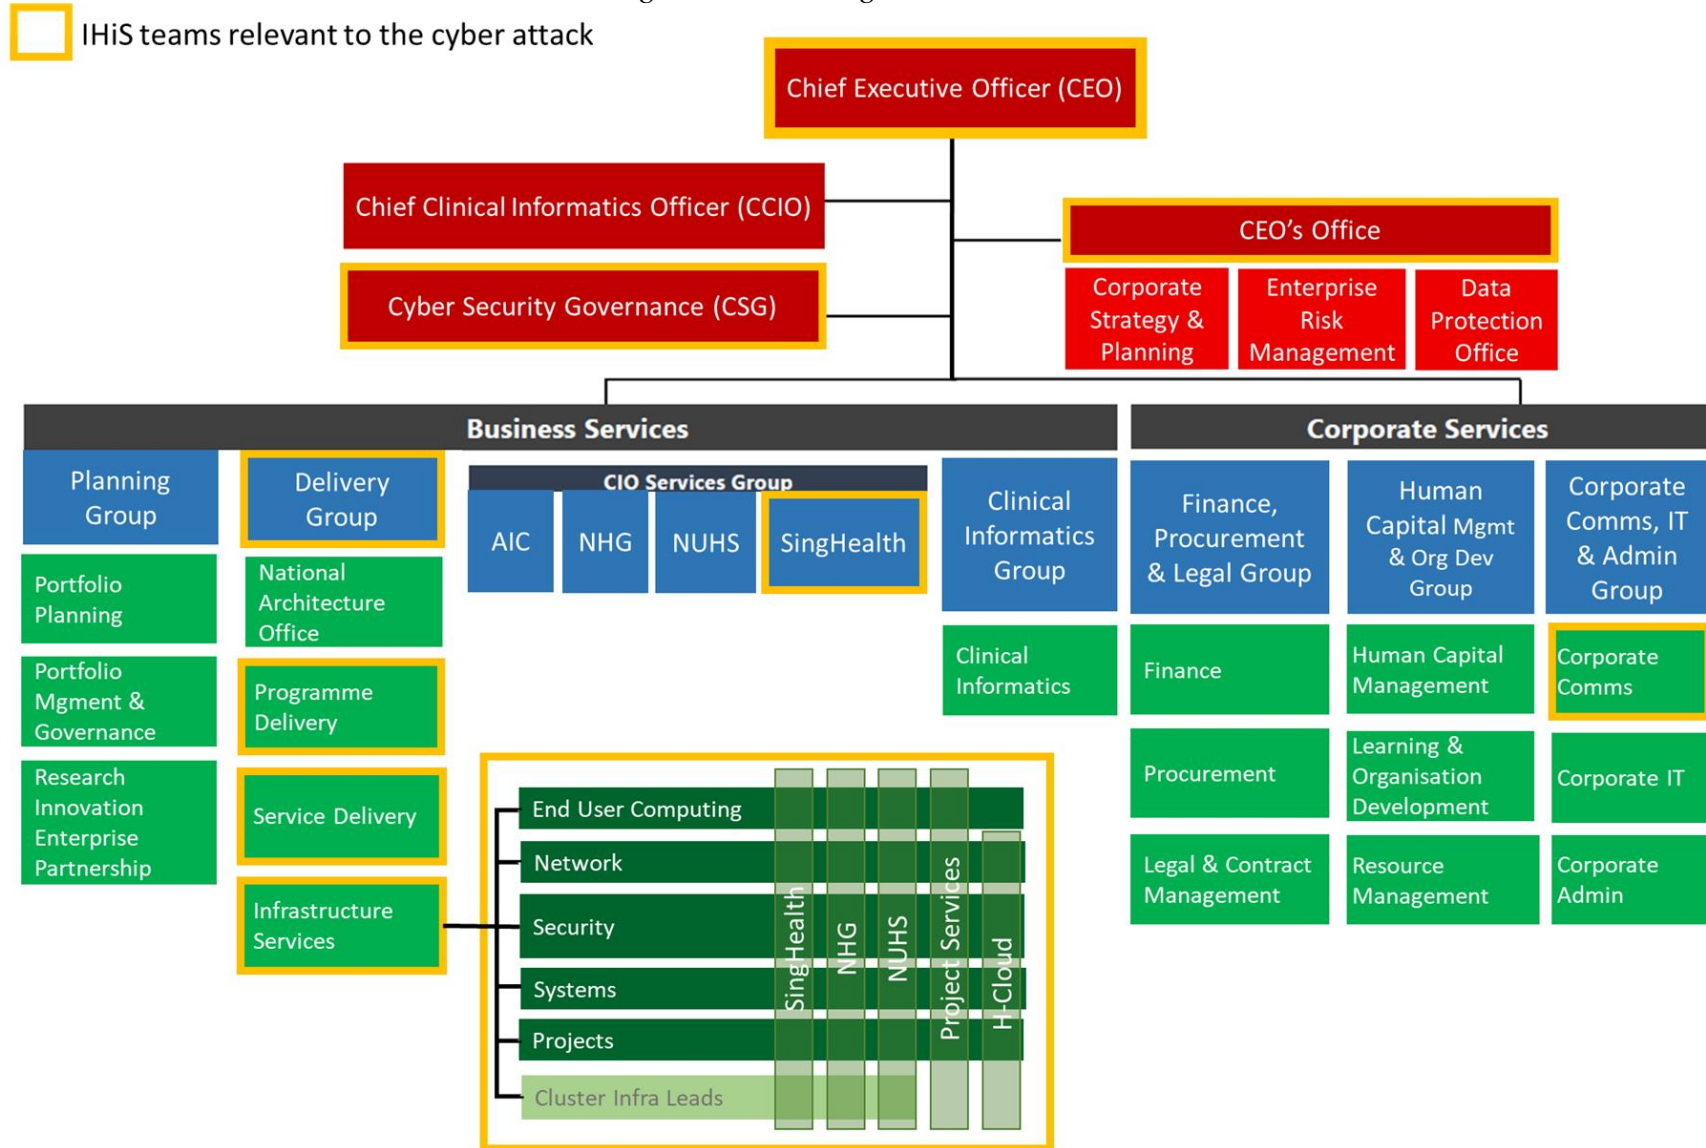 IHiS teams relevant to the cyber attack
Chief Executive Officer (CEO)
Chief Clinical Informatics Officer (CCIO)
CEO's Office
Cyber Security Governance (CSG)
Corporate
Strategy &
Planning
Enterprise
Risk
Management
Data
Protection
Office
Business Services
Corporate Services
Planning
Group
Delivery
Group
CIO Services Group
AIC
NHG
NUHS
SingHealth
Clinical
Informatics
Group
Finance,
Procurement
& Legal Group
Human
Capital Mgmt
& Org Dev
Group
Corporate
Comms, IT
& Admin
Group
Portfolio
Planning
Portfolio
Mgment &
Governance
Research
Innovation
Enterprise
Partnership
National
Architecture
Office
Programme
Delivery
Service Delivery
Infrastructure
Services
Clinical
Informatics
Finance
Procurement
Legal & Contract
Management
Human Capital
Management
Learning &
Organisation
Development
Resource
Management
Corporate
Comms
Corporate IT
Corporate
Admin
End User Computing
Network
Security
Systems
Projects
Cluster Infra Leads
SingHealth
NHG
NUHS
Project Services
H-Cloud